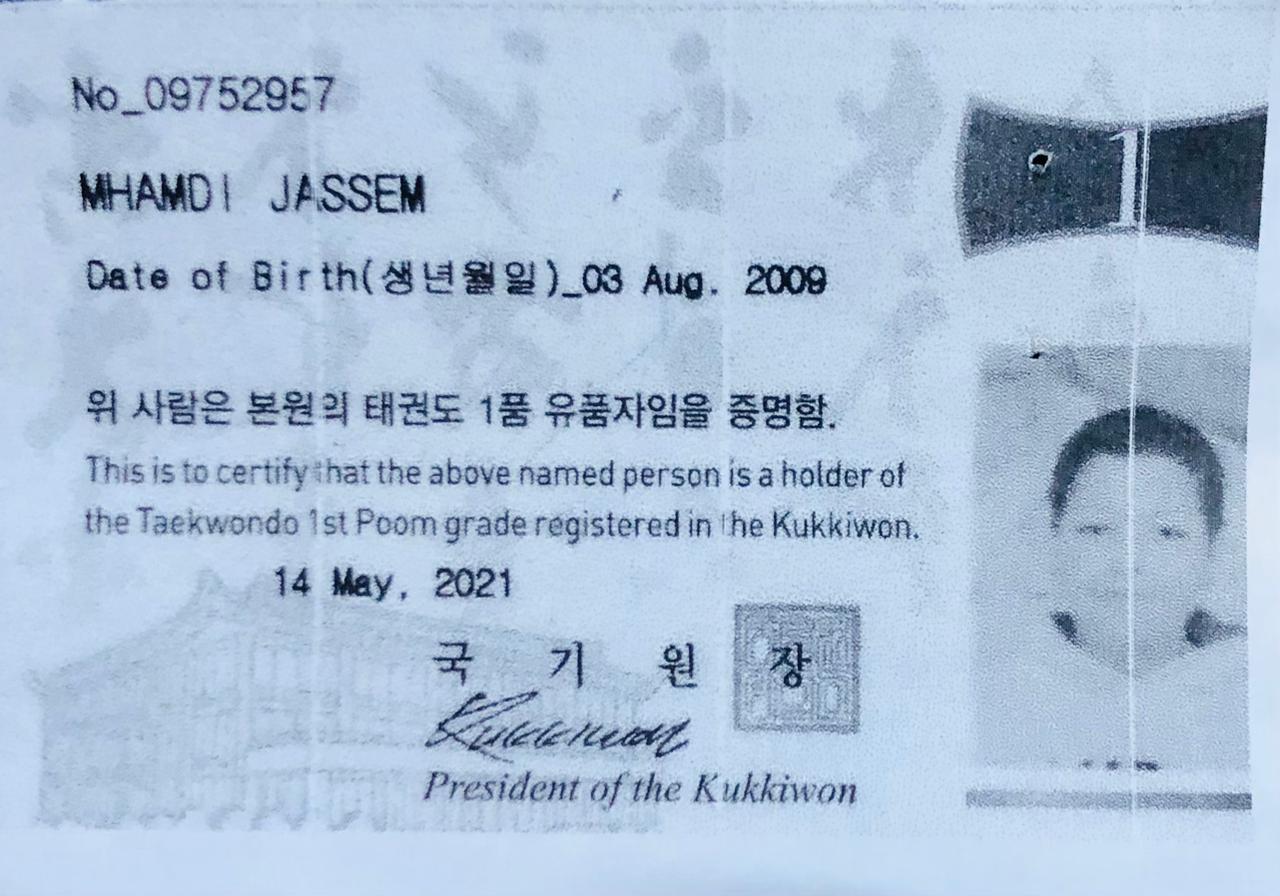 No_09752957
1
MHAMDI JASSEM
Date of Birth(생년월일)_03 Aug. 2009
위 사람은 본원의 태권도 1품 유품자임을 증명함.
This is to certify that the above named person is a holder of
the Taekwondo 1st Poom grade registered in the Kukkiwon.
14 May, 2021
국 기 원 장
Kukkiwon
President of the Kukkiwon